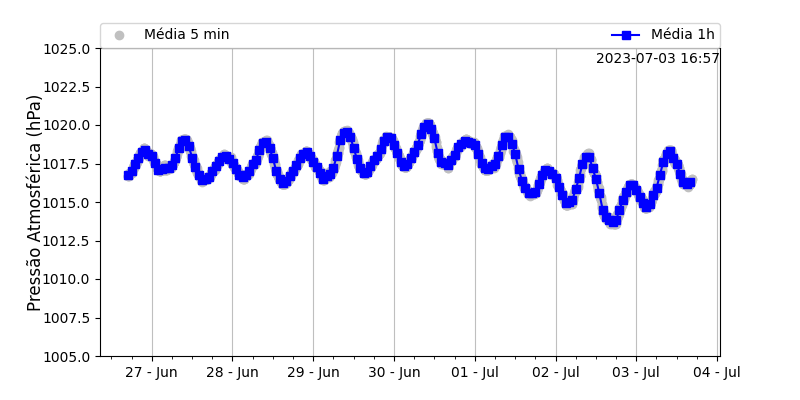 Média 5 min
Média 1h
2023-07-03 16:57
Pressão Atmosférica (hPa)
1025.0
1022.5
1020.0
1017.5
1015.0
1012.5
1010.0
1007.5
1005.0
27 - Jun
28 - Jun
29 - Jun
30 - Jun
01 - Jul
02 - Jul
03 - Jul
04 - Jul